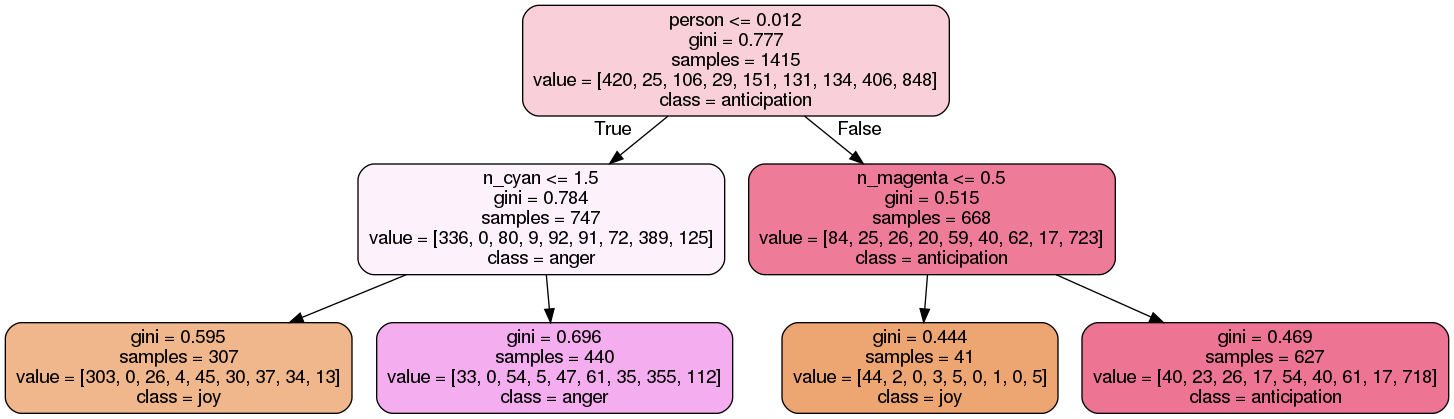 person <= 0.012
gini = 0.777
samples = 1415
value = [420, 25, 106, 29, 151, 131, 134, 406, 848]
class = anticipation
True
False
n_cyan <= 1.5
gini = 0.784
samples = 747
value = [336, 0, 80, 9, 92, 91, 72, 389, 125]
class = anger
n_magenta <= 0.5
gini = 0.515
samples = 668
value = [84, 25, 26, 20, 59, 40, 62, 17, 723]
class = anticipation
gini = 0.595
samples = 307
value = [303, 0, 26, 4, 45, 30, 37, 34, 13]
class = joy
gini = 0.696
samples = 440
value = [33, 0, 54, 5, 47, 61, 35, 355, 112]
class = anger
gini = 0.444
samples = 41
value = [44, 2, 0, 3, 5, 0, 1, 0, 5]
class = joy
gini = 0.469
samples = 627
value = [40, 23, 26, 17, 54, 40, 61, 17, 718]
class = anticipation